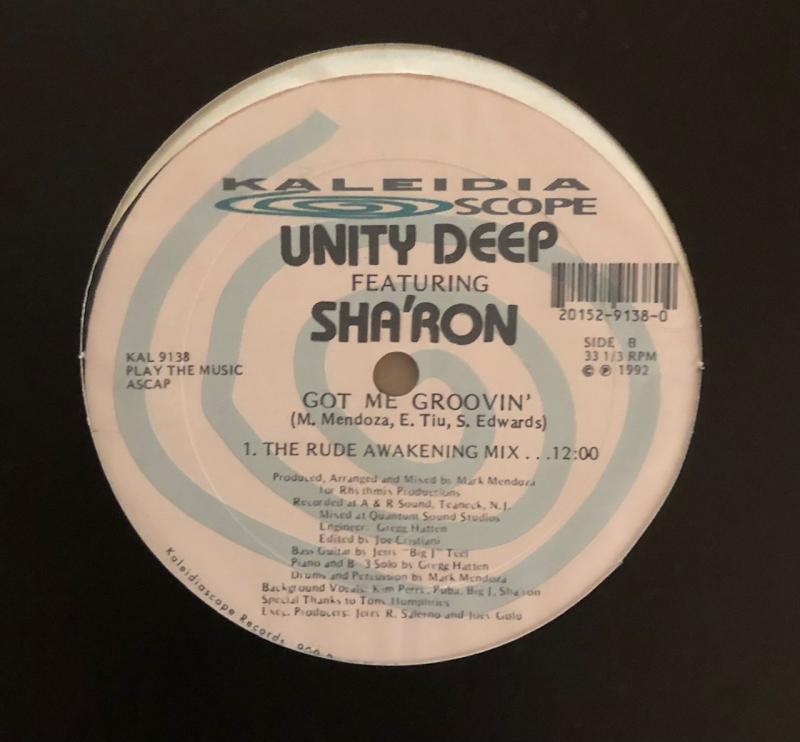 KALEIDIA
SCOPE
UNITY DEEP
FEATURING
SHA'RON
20152-9138-0
KAL 9138
PLAY THE MUSIC
ASCAP
SIDE B
33 1/3 RPM
© ℗ 1992
GOT ME GROOVIN'
(M. Mendoza, E. Tiu, S. Edwards)
1. THE RUDE AWAKENING MIX . . .12:00
Produced, Arranged and Mixed by Mark Mendoza
for Rhythmix Productions
Recorded at A & R Sound, Teaneck, N.J.
Mixed at Quantum Sound Studios
Engineer: Gregg Hatten
Edited by Joe Cristiani
Bass Guitar by Jerry "Big J" Teel
Piano and B-3 Solo by Gregg Hatten
Drums and Percussion by Mark Mendoza
Background Vocals: Kim Perry, Puba, Big J, Sha'ron
Special Thanks to Tony Humphries
Exec. Producers: Jerry R. Salerno and Joey Golo
Kaleidiascope Records,